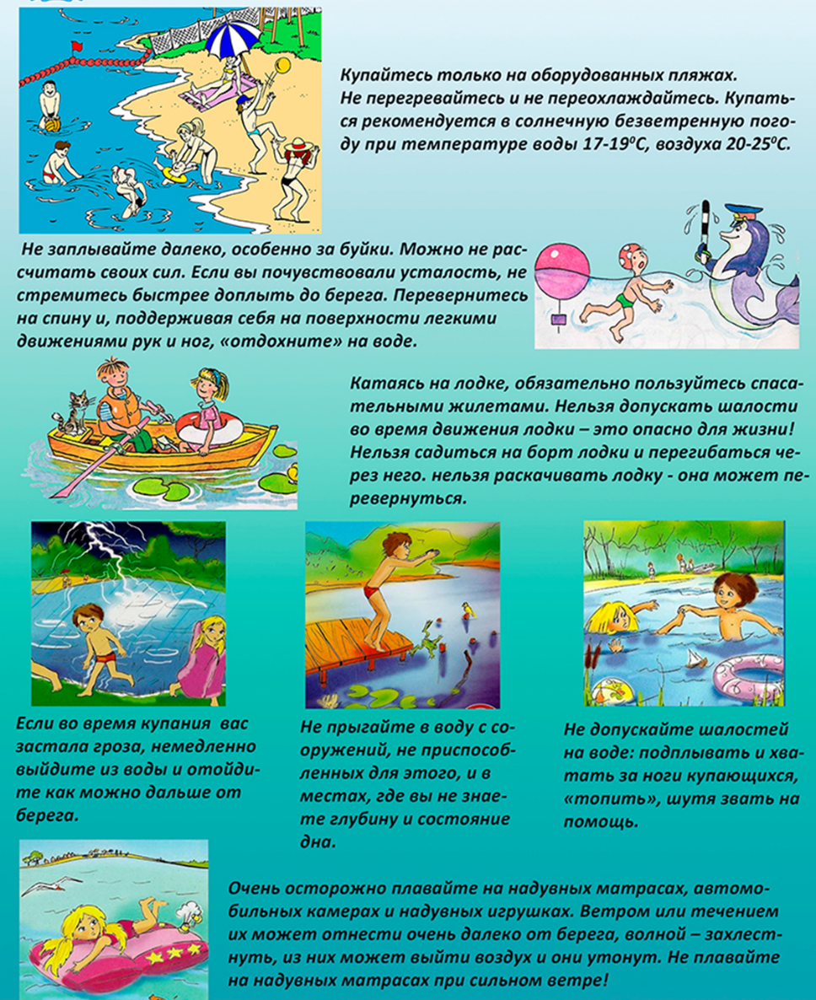 Купайтесь только на оборудованных пляжах.
Не перегревайтесь и не переохлаждайтесь. Купать-
ся рекомендуется в солнечную безветренную пого-
ду при температуре воды 17-19⁰С, воздуха 20-25⁰С.
Не заплывайте далеко, особенно за буйки. Можно не рас-
считать своих сил. Если вы почувствовали усталость, не
стремитесь быстрее доплыть до берега. Перевернитесь
на спину и, поддерживая себя на поверхности легкими
движениями рук и ног, «отдохните» на воде.
Катаясь на лодке, обязательно пользуйтесь спаса-
тельными жилетами. Нельзя допускать шалости
во время движения лодки – это опасно для жизни!
Нельзя садиться на борт лодки и перегибаться че-
рез него. нельзя раскачивать лодку - она может пе-
ревернуться.
Если во время купания вас
застала гроза, немедленно
выйдите из воды и отойди-
те как можно дальше от
берега.
Не прыгайте в воду с со-
оружений, не приспособ-
ленных для этого, и в
местах, где вы не знае-
те глубину и состояние
дна.
Не допускайте шалостей
на воде: подплывать и хва-
тать за ноги купающихся,
«топить», шутя звать на
помощь.
Очень осторожно плавайте на надувных матрасах, автомо-
бильных камерах и надувных игрушках. Ветром или течением
их может отнести очень далеко от берега, волной – захлест-
нуть, из них может выйти воздух и они утонут. Не плавайте
на надувных матрасах при сильном ветре!